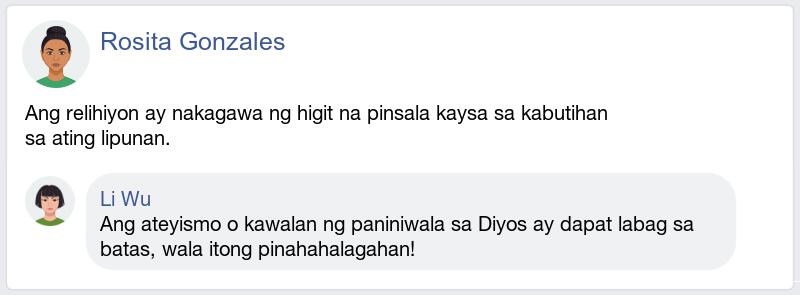 Rosita Gonzales
Ang relihiyon ay nakagawa ng higit na pinsala kaysa sa kabutihan
sa ating lipunan.
Li Wu
Ang ateyismo o kawalan ng paniniwala sa Diyos ay dapat labag sa
batas, wala itong pinahahalagahan!